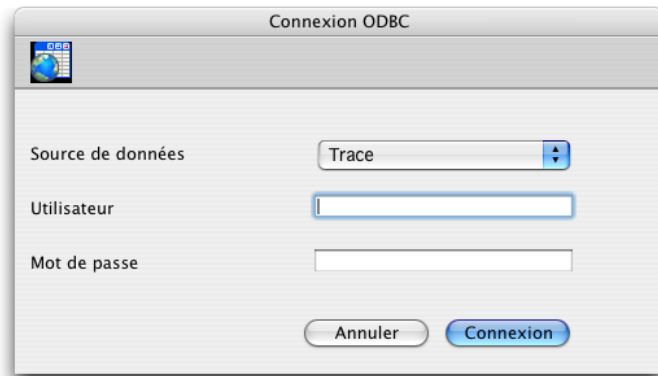 Connexion ODBC
Source de données
Trace
Utilisateur
Mot de passe
Annuler
Connexion